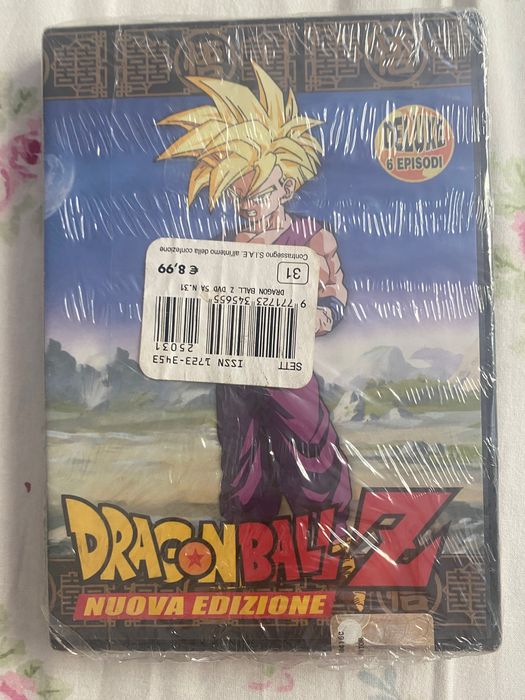 DELUXE
6 EPISODI
SETT
ISSN 1723-3453
25031
9 771723 345655
DRAGON BALL Z DVD SA N.31
€ 8,99
31
Contrassegno S.I.A.E. all'interno della confezione
DRAGON BALL Z
NUOVA EDIZIONE